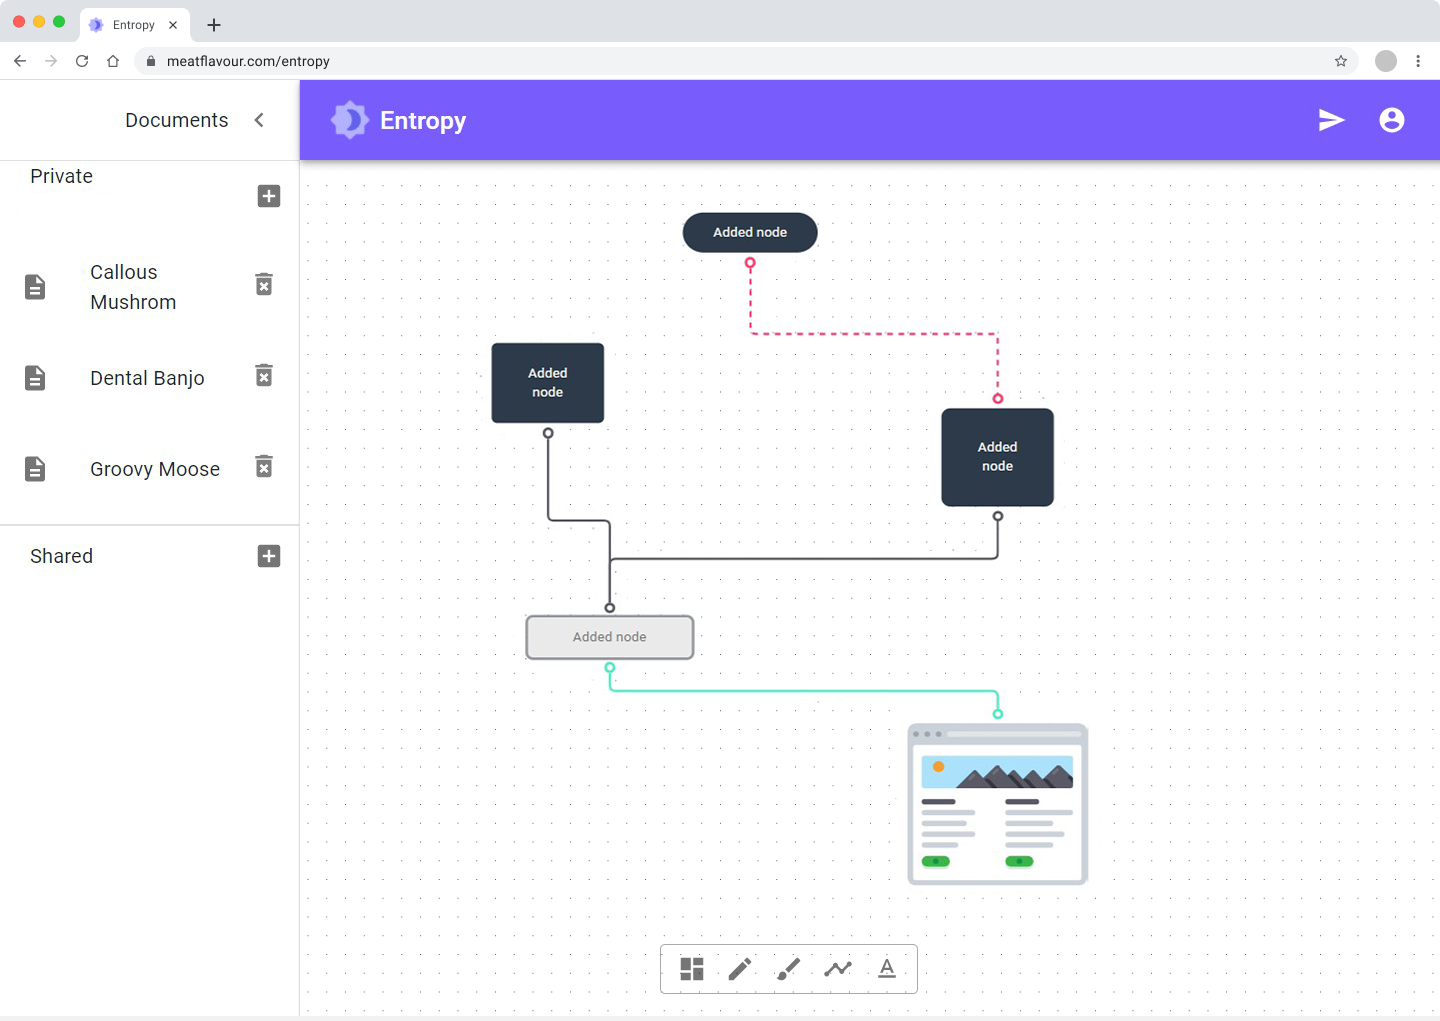 Entropy
meatflavour.com/entropy
Documents
Entropy
Private
Callous
Mushrom
Dental Banjo
Groovy Moose
Shared
Added node
Added
node
Added
node
Added node
A